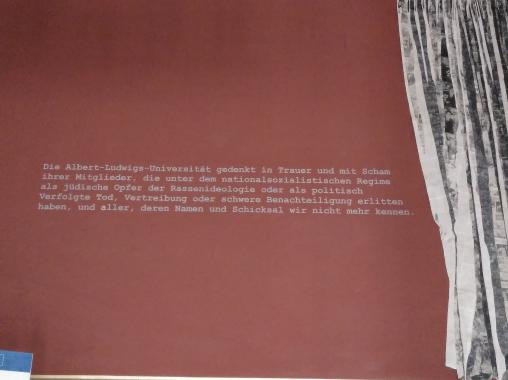 Die Albert-Ludwigs-Universität gedenkt in Trauer und mit Scham
ihrer Mitglieder, die unter dem nationalsozialistischen Regime
als jüdische Opfer der Rassenideologie oder als politisch
Verfolgte Tod, Vertreibung oder schwere Benachteiligung erlitten
haben, und aller, deren Namen und Schicksal wir nicht mehr kennen.